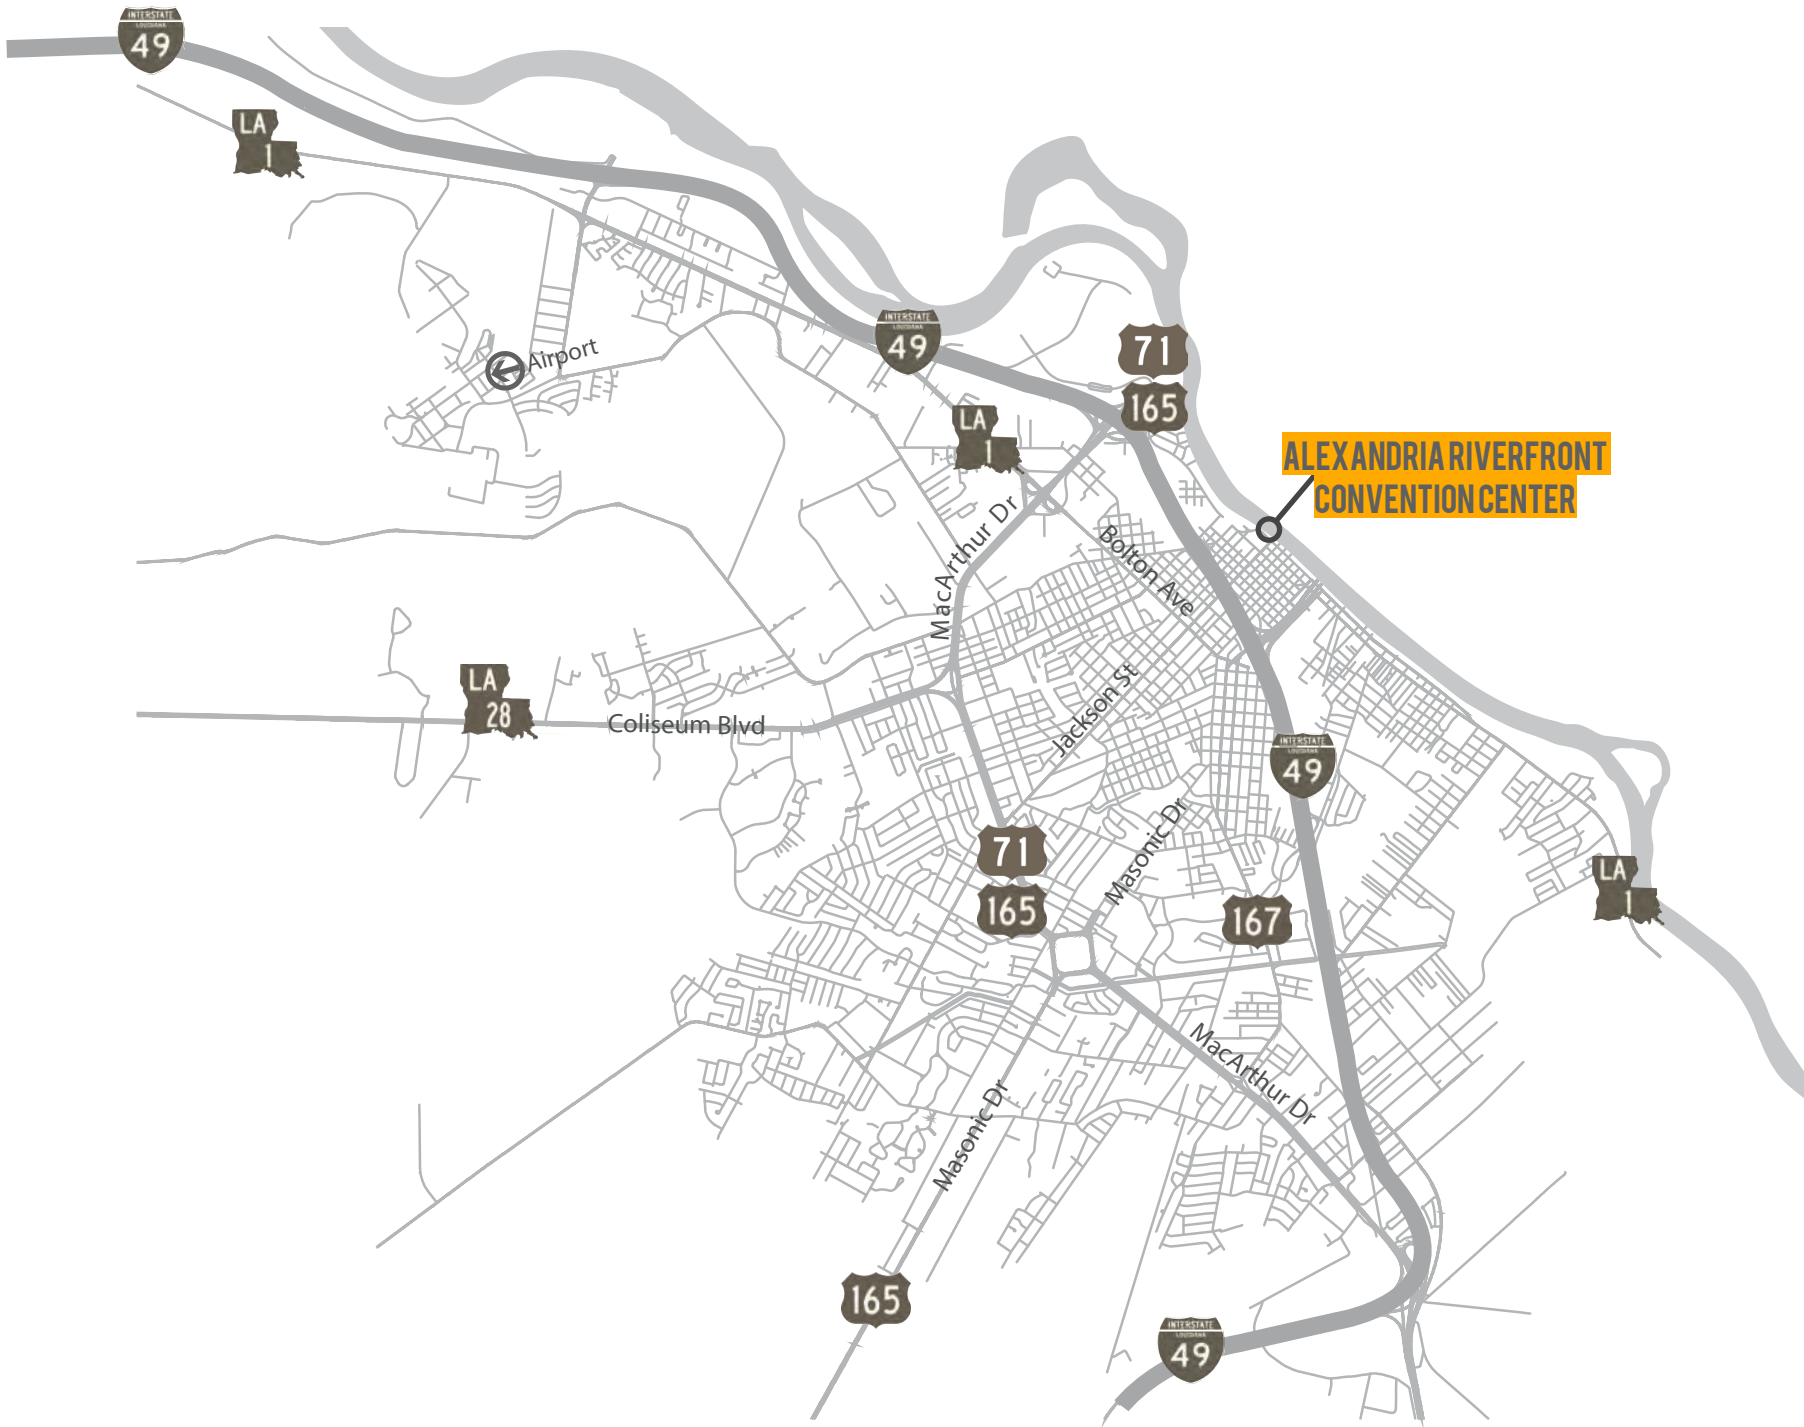 INTERSTATE
LOUISIANA
49
LA
1
Airport
INTERSTATE
LOUISIANA
49
71
165
LA
1
ALEXANDRIA RIVERFRONT
CONVENTION CENTER
MacArthur Dr
Bolton Ave
LA
28
Coliseum Blvd
Jackson St
INTERSTATE
LOUISIANA
49
71
165
Masonic Dr
167
LA
1
MacArthur Dr
Masonic Dr
165
INTERSTATE
LOUISIANA
49